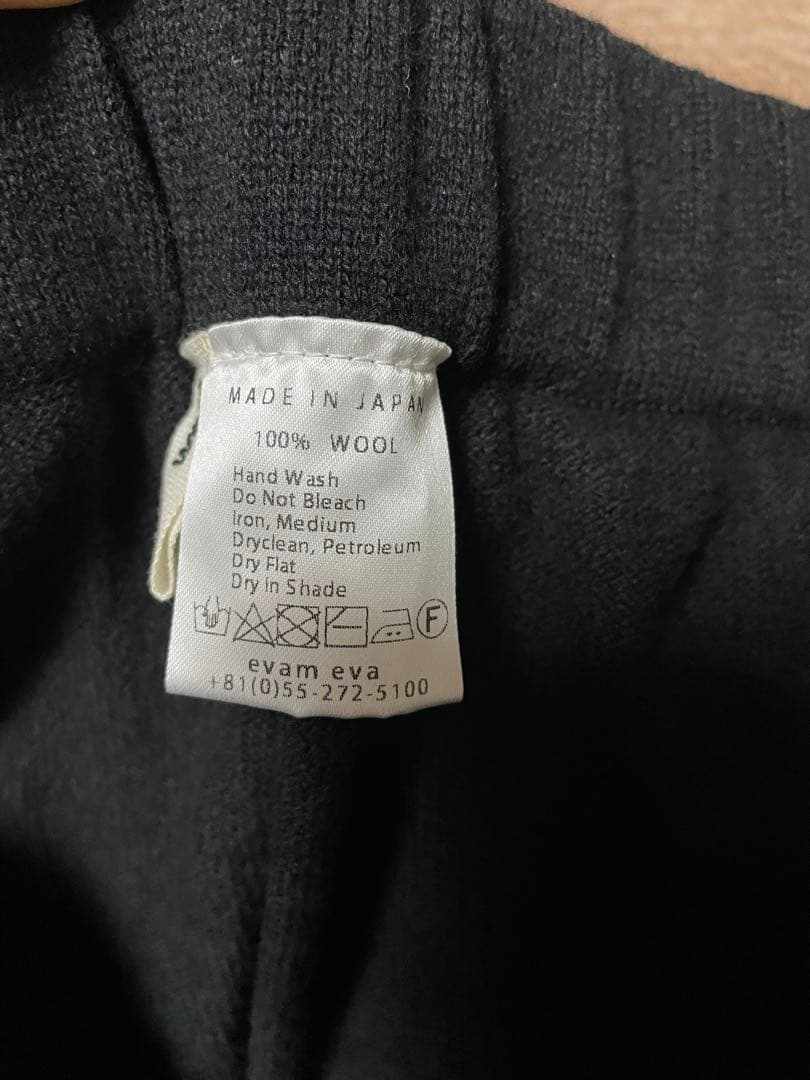 MADE IN JAPAN
100% WOOL
Hand Wash
Do Not Bleach
Iron, Medium
Dryclean, Petroleum
Dry Flat
Dry in Shade
F
evam eva
+81(0)55-272-5100